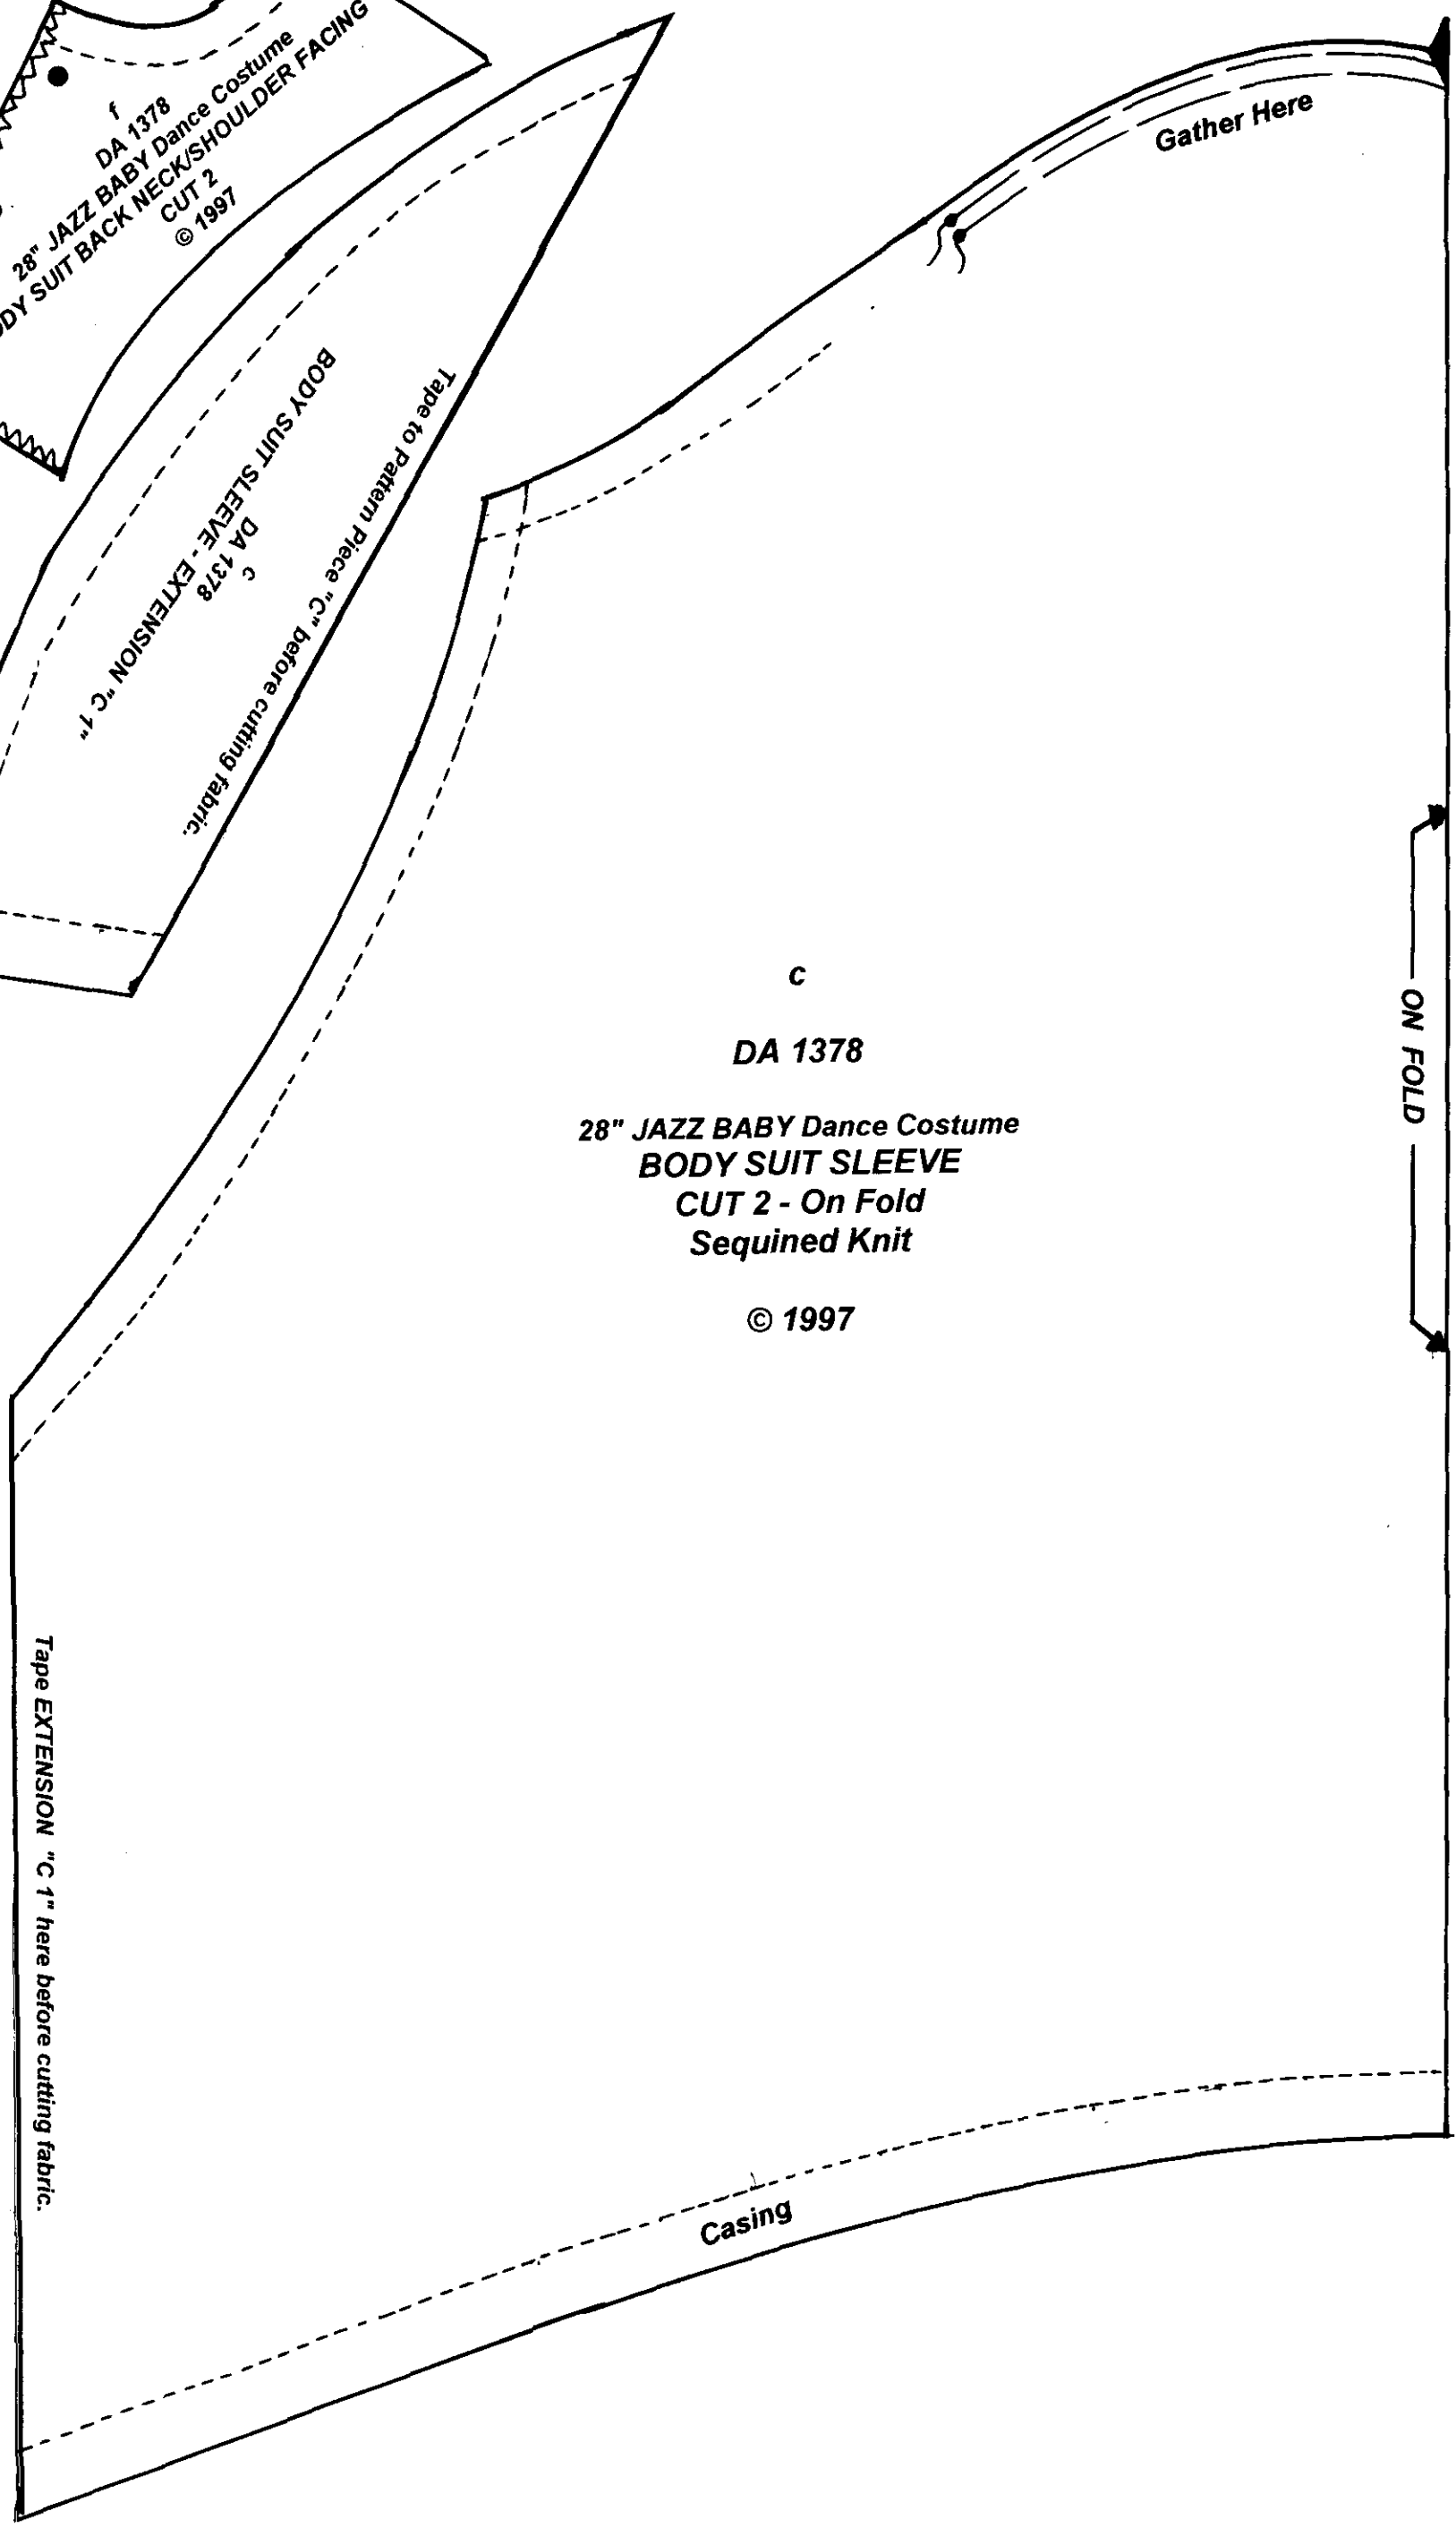 f
DA 1378
28" JAZZ BABY Dance Costume
SUIT BACK NECK/SHOULDER FACING
CUT 2
© 1997
BODY SUIT SLEEVE - EXTENSION "C 1"
DA 1378
c
Tape to Pattern Piece "C" before cutting fabric.
Gather Here
ON FOLD
c
DA 1378
28" JAZZ BABY Dance Costume
BODY SUIT SLEEVE
CUT 2 - On Fold
Sequined Knit
© 1997
Tape EXTENSION "C 1" here before cutting fabric.
Casing